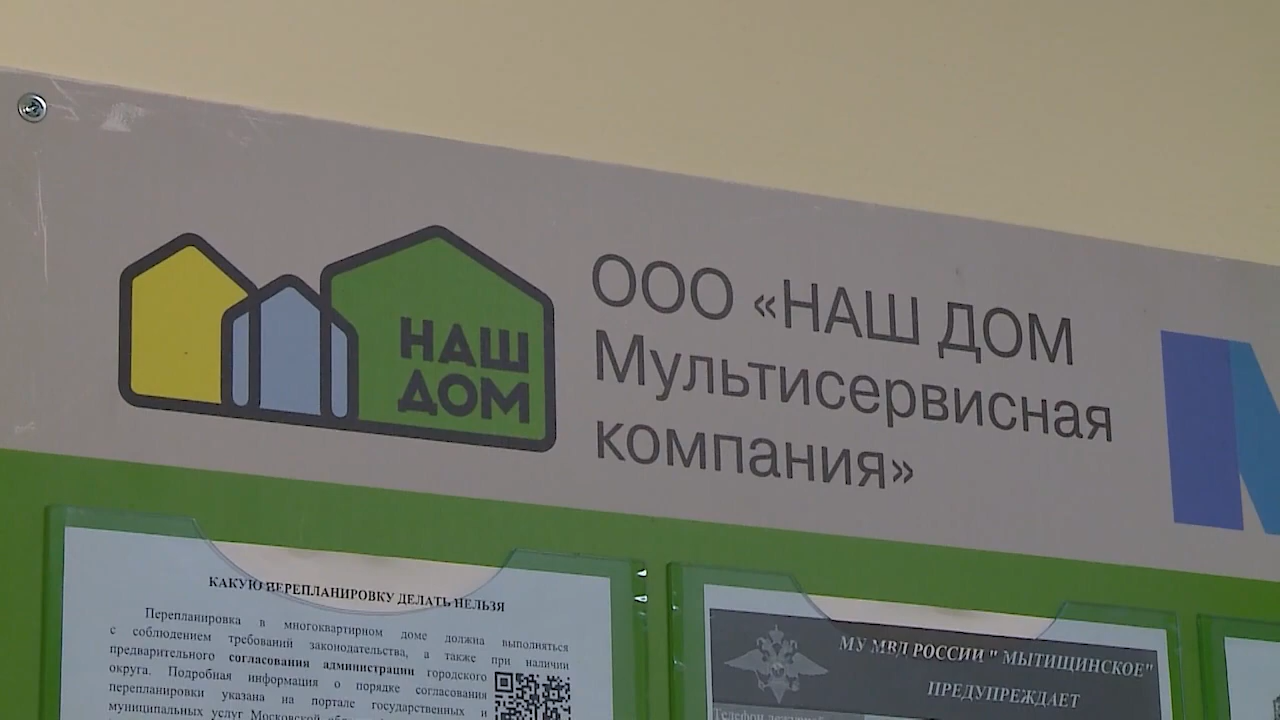 НАШ
ДОМ
ООО «НАШ ДОМ
Мультисервисная
компания»
КАКУЮ ПЕРЕПЛАНИРОВКУ ДЕЛАТЬ НЕЛЬЗЯ
Перепланировка в многоквартирном доме должна выполняться
с соблюдением требований законодательства, а также при наличии
предварительного согласования администрации городского
округа. Подробная информация о порядке согласования
перепланировки указана на портале государственных и
муниципальных услуг Московской
МУ МВД РОССИИ " МЫТИЩИНСКОЕ"
ПРЕДУПРЕЖДАЕТ
Телефон дежурной